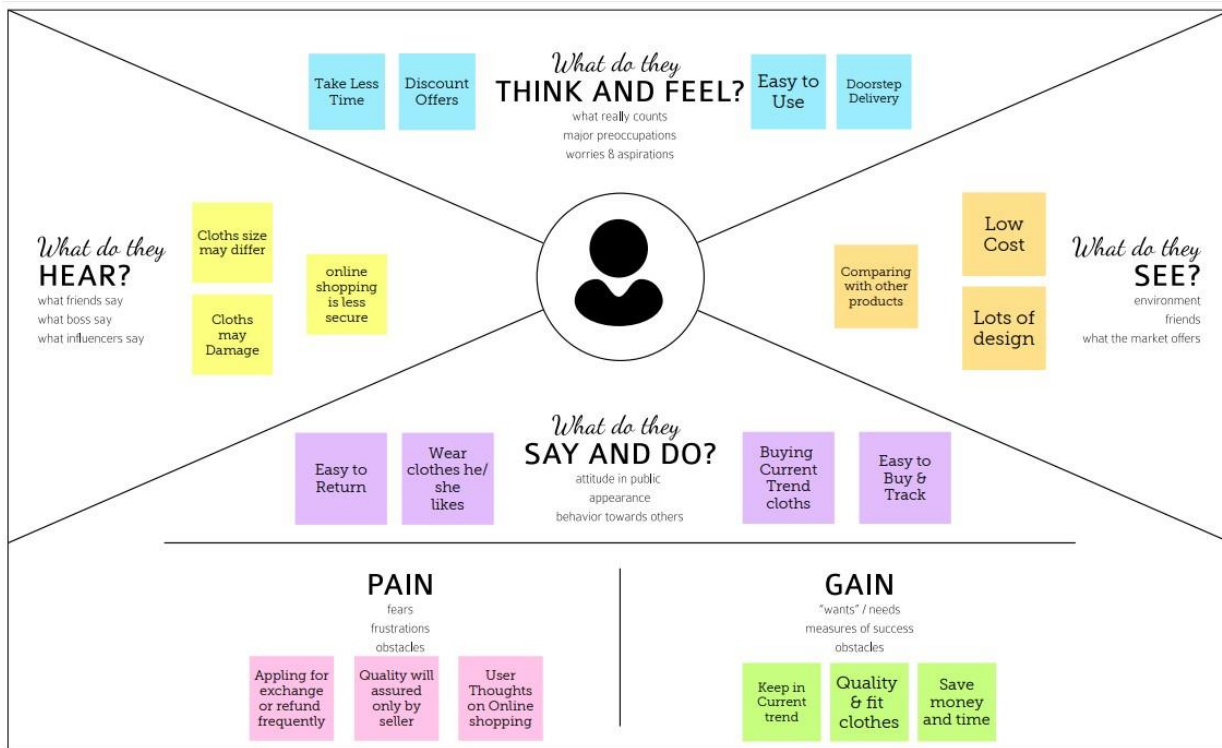 What do they
THINK AND FEEL?
what really counts
major preoccupations
worries & aspirations
Take Less
Time
Discount
Offers
Easy to
Use
Doorstep
Delivery
What do they
HEAR?
what friends say
what boss say
what influencers say
Cloths size
may differ
Cloths
may
Damage
online
shopping
is less
secure
Comparing
with other
products
Low
Cost
Lots of
design
What do they
SEE?
environment
friends
what the market offers
What do they
SAY AND DO?
attitude in public
appearance
behavior towards others
Easy to
Return
Wear
clothes he/
she
likes
Buying
Current
Trend
cloths
Easy to
Buy &
Track
PAIN
fears
frustrations
obstacles
Appling for
exchange
or refund
frequently
Quality will
assured
only by
seller
User
Thoughts
on Online
shopping
GAIN
"wants" / needs
measures of success
obstacles
Keep in
Current
trend
Quality
& fit
clothes
Save
money
and time